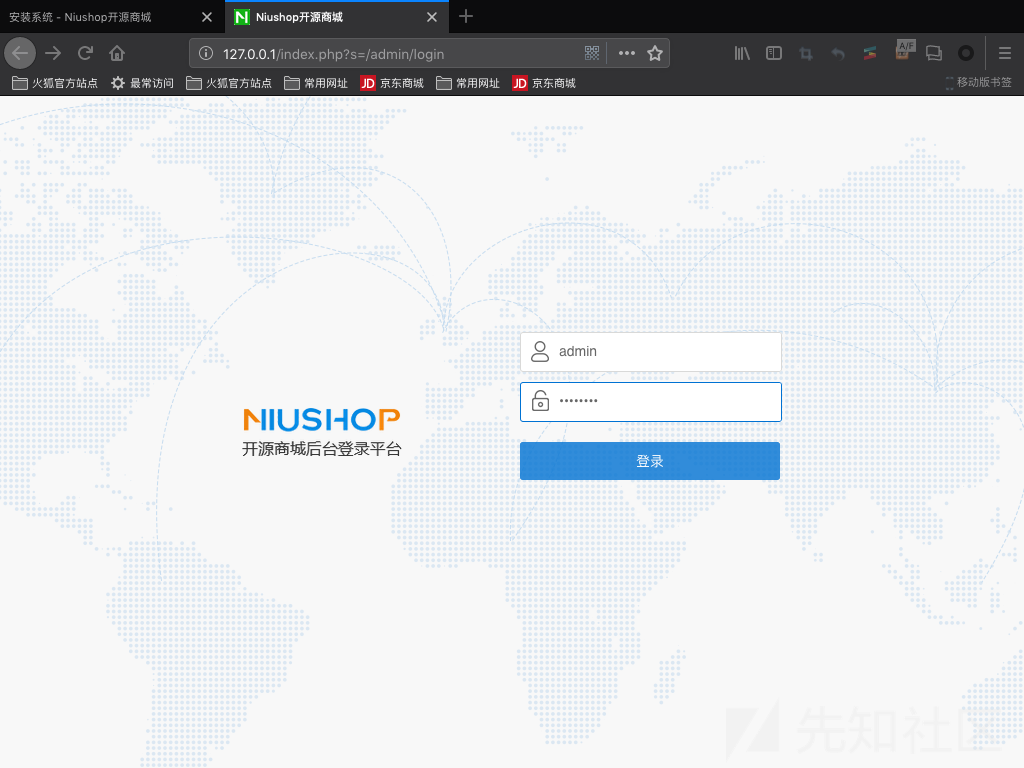 安装系统 - Niushop开源商城
Niushop开源商城
127.0.0.1/index.php?s=/admin/login
A/F
火狐官方站点 最常访问 火狐官方站点 常用网址 JD 京东商城 常用网址 JD 京东商城 移动版书签
admin
NIUSHOP
开源商城后台登录平台
登录
先知社区